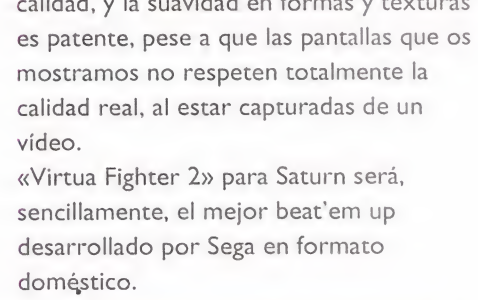 calidad, y la suavidad en formas y texturas
es patente, pese a que las pantallas que os
mostramos no respeten totalmente la
calidad real, al estar capturadas de un
vídeo.
«Virtua Fighter 2» para Saturn será,
sencillamente, el mejor beat'em up
desarrollado por Sega en formato
doméstico.